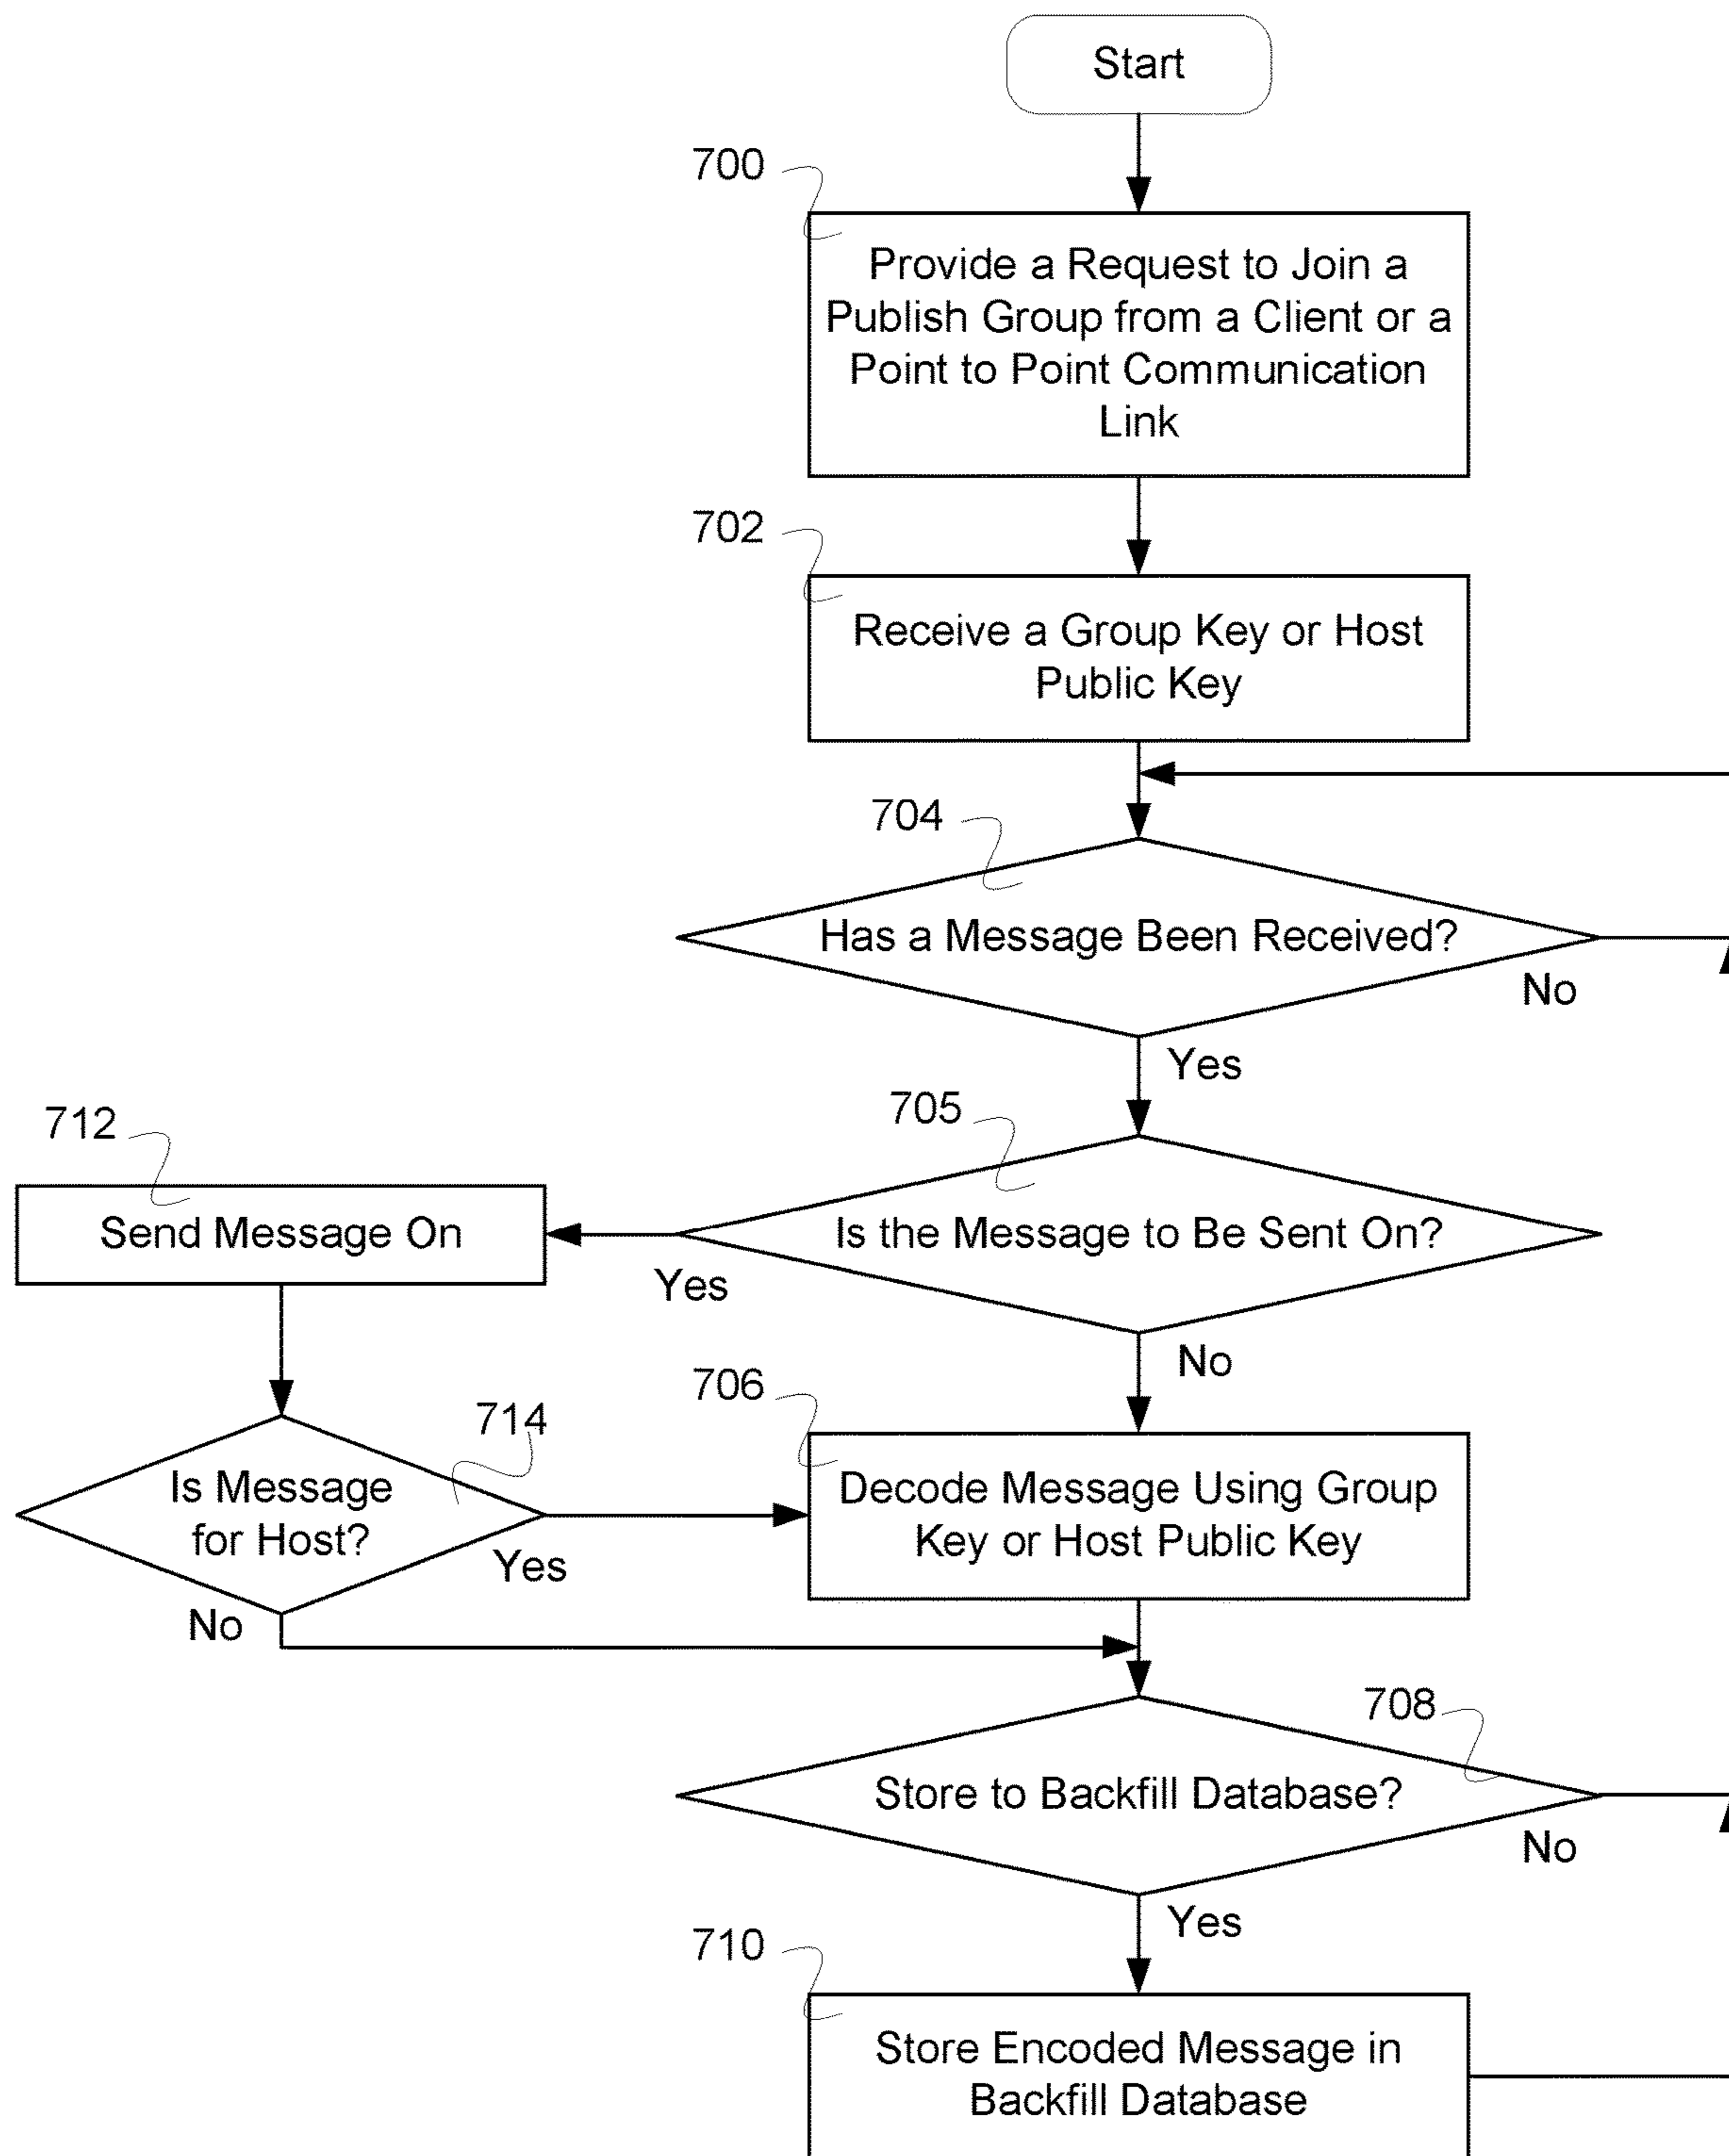 Start
700
Provide a Request to Join a
Publish Group from a Client or a
Point to Point Communication
Link
702
Receive a Group Key or Host
Public Key
704
Has a Message Been Received?
No
Yes
705
712
Is the Message to Be Sent On?
Send Message On
Yes
No
706
714
Is Message
for Host?
Yes
No
Decode Message Using Group
Key or Host Public Key
708
Store to Backfill Database?
No
Yes
710
Store Encoded Message in
Backfill Database